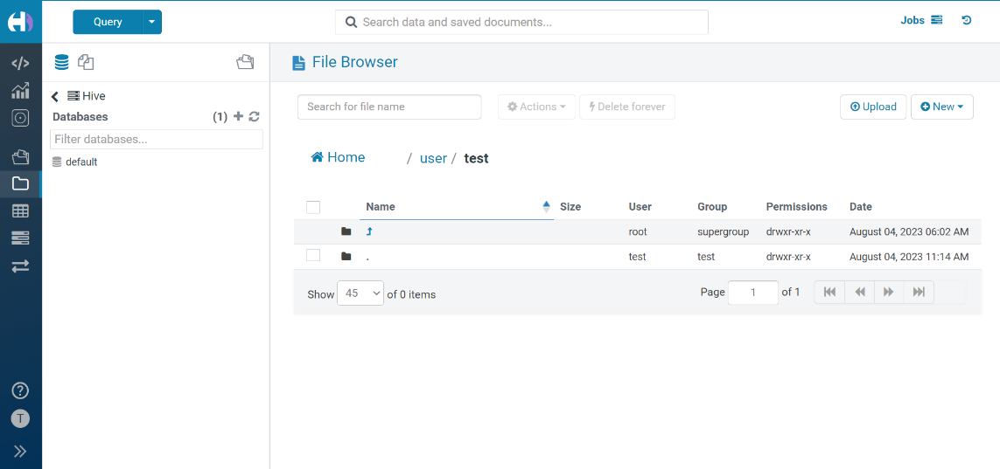 Query
Search data and saved documents...
Jobs
Hive
Databases (1)
Filter databases...
default
File Browser
Search for file name
Actions
Delete forever
Upload
New
Home / user / test
Name Size User Group Permissions Date
root supergroup drwxr-xr-x August 04, 2023 06:02 AM
. test test drwxr-xr-x August 04, 2023 11:14 AM
Show 45 of 0 items
Page 1 of 1
T